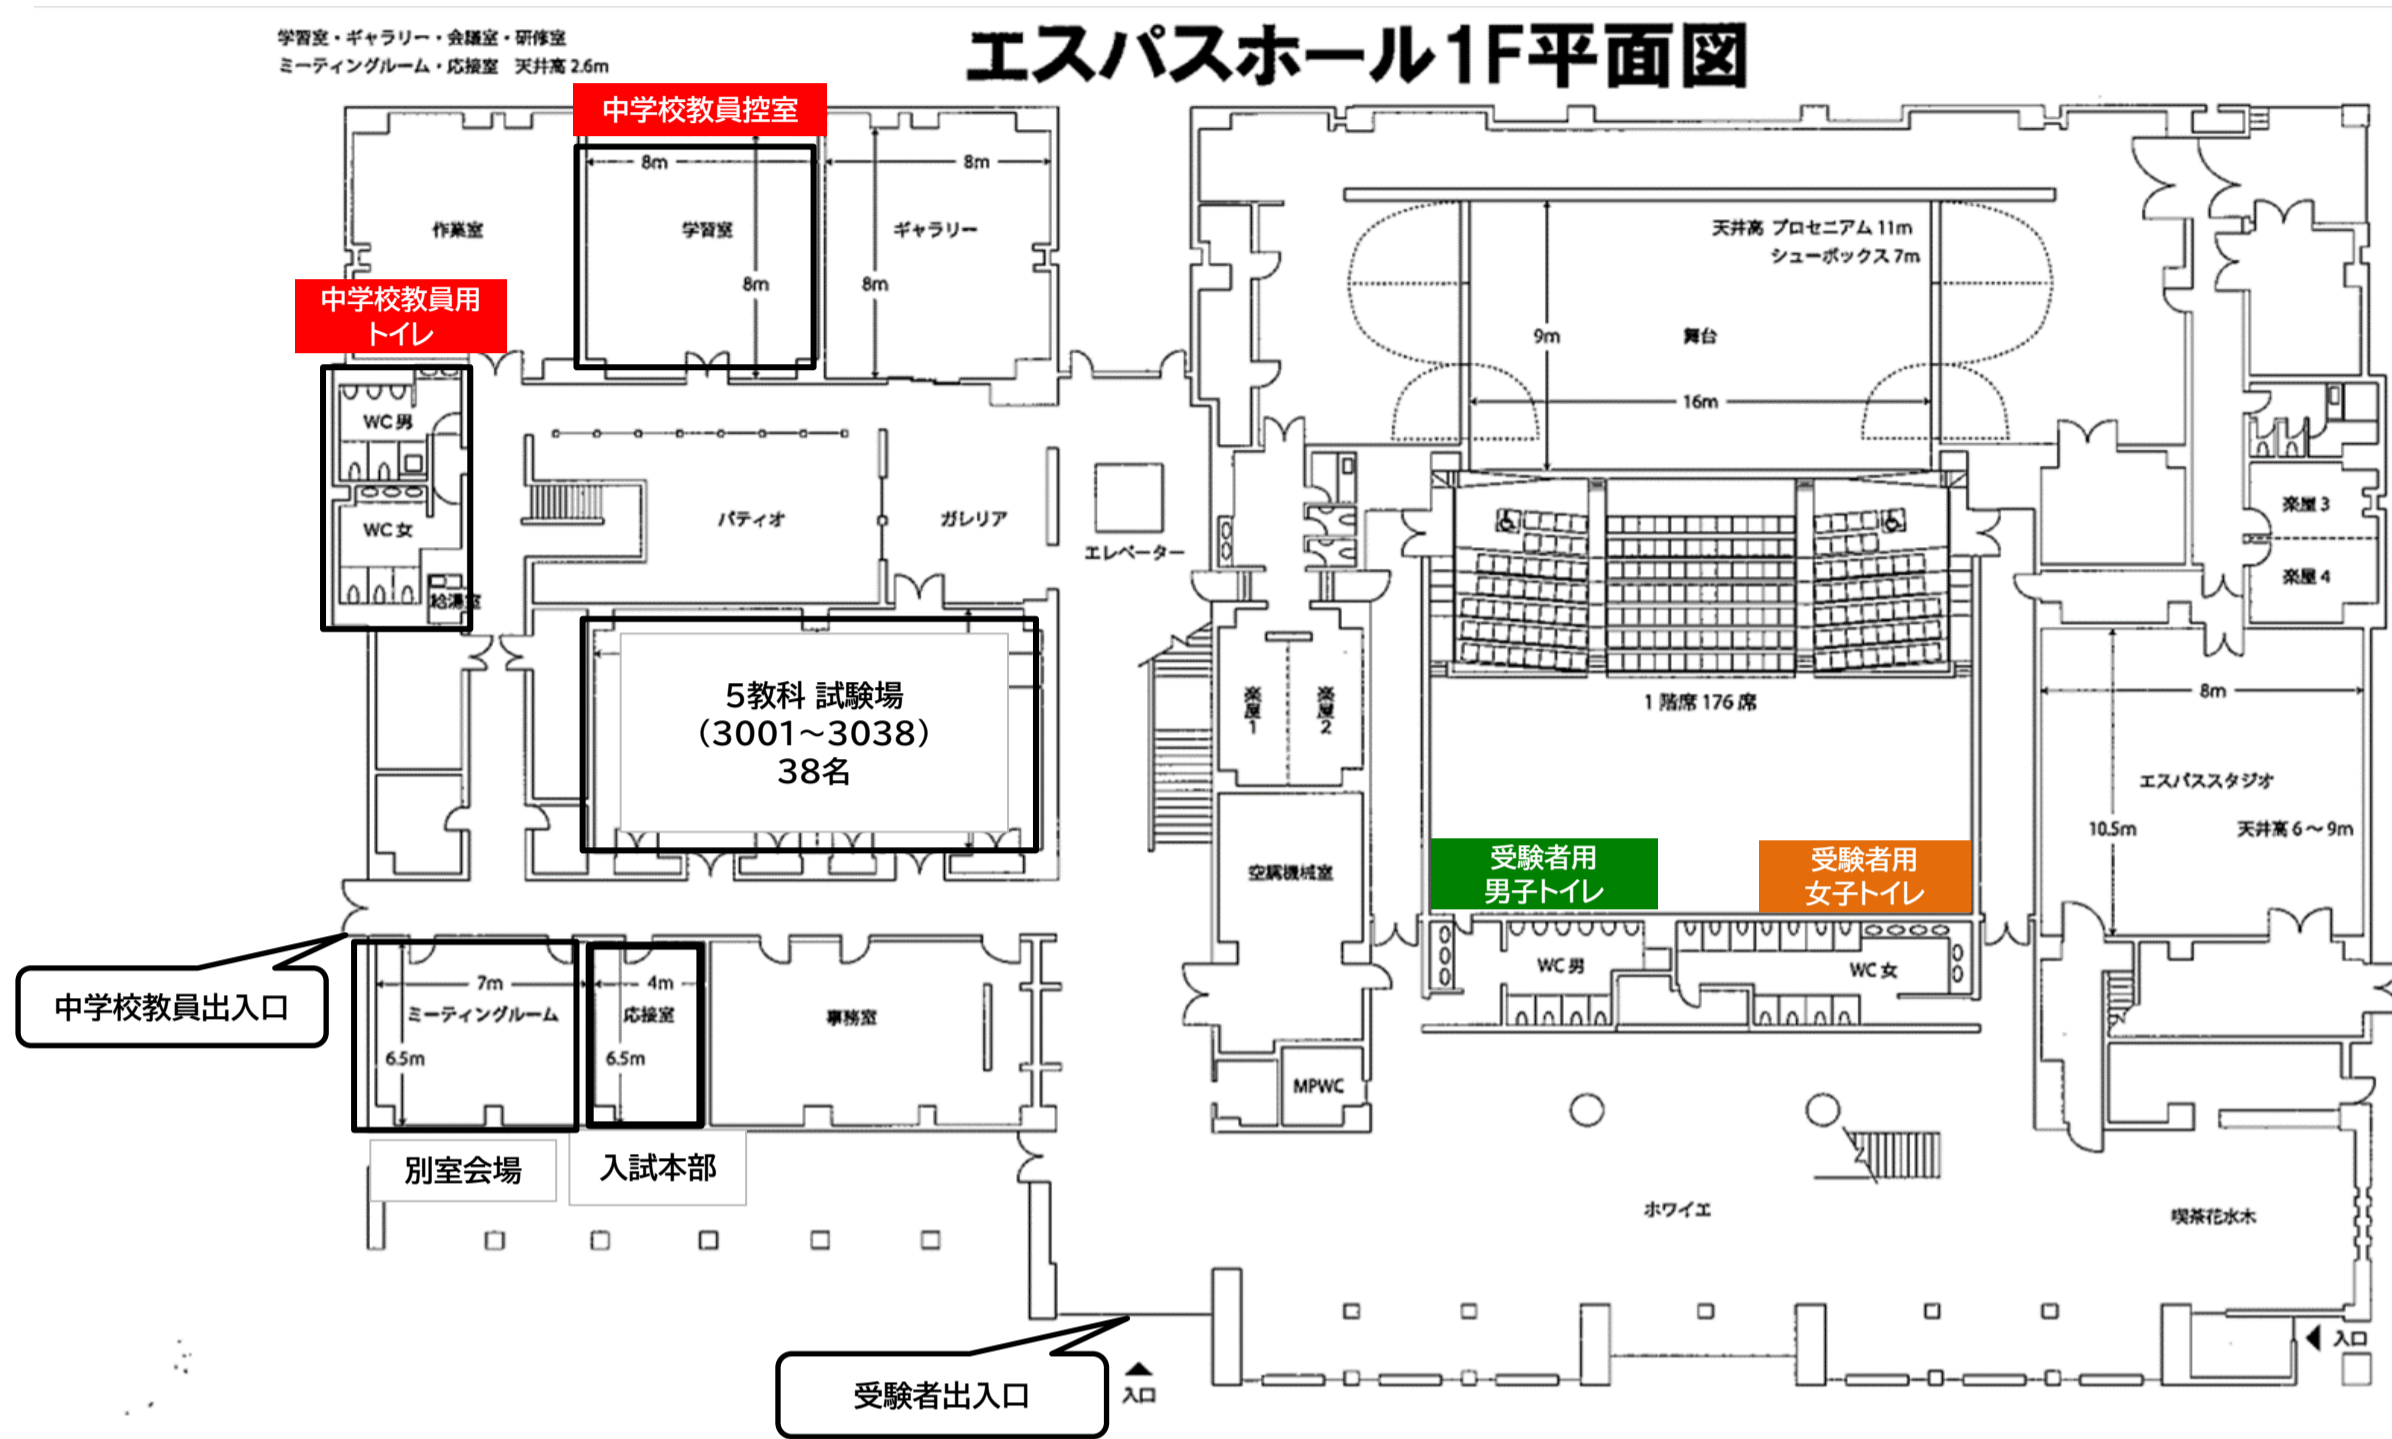 エスパスホール1F平面図
学習室・ギャラリー・会議室・研修室
ミーティングルーム・応接室　天井高 2.6m
中学校教員控室
8m
8m
作業室
学習室
ギャラリー
8m
8m
天井高 プロセニアム 11m
シューボックス 7m
9m
舞台
16m
中学校教員用
トイレ
WC 男
WC 女
給湯室
パティオ
ガレリア
エレベーター
楽屋 3
楽屋 4
5教科 試験場
（3001～3038）
38名
楽屋1
楽屋2
1 階席 176 席
8m
エスパススタジオ
10.5m
天井高 6 ～ 9m
空調機械室
受験者用
男子トイレ
受験者用
女子トイレ
WC 男
WC 女
中学校教員出入口
7m
ミーティングルーム
6.5m
4m
応接室
6.5m
事務室
MPWC
別室会場
入試本部
ホワイエ
喫茶花水木
受験者出入口
入口
入口